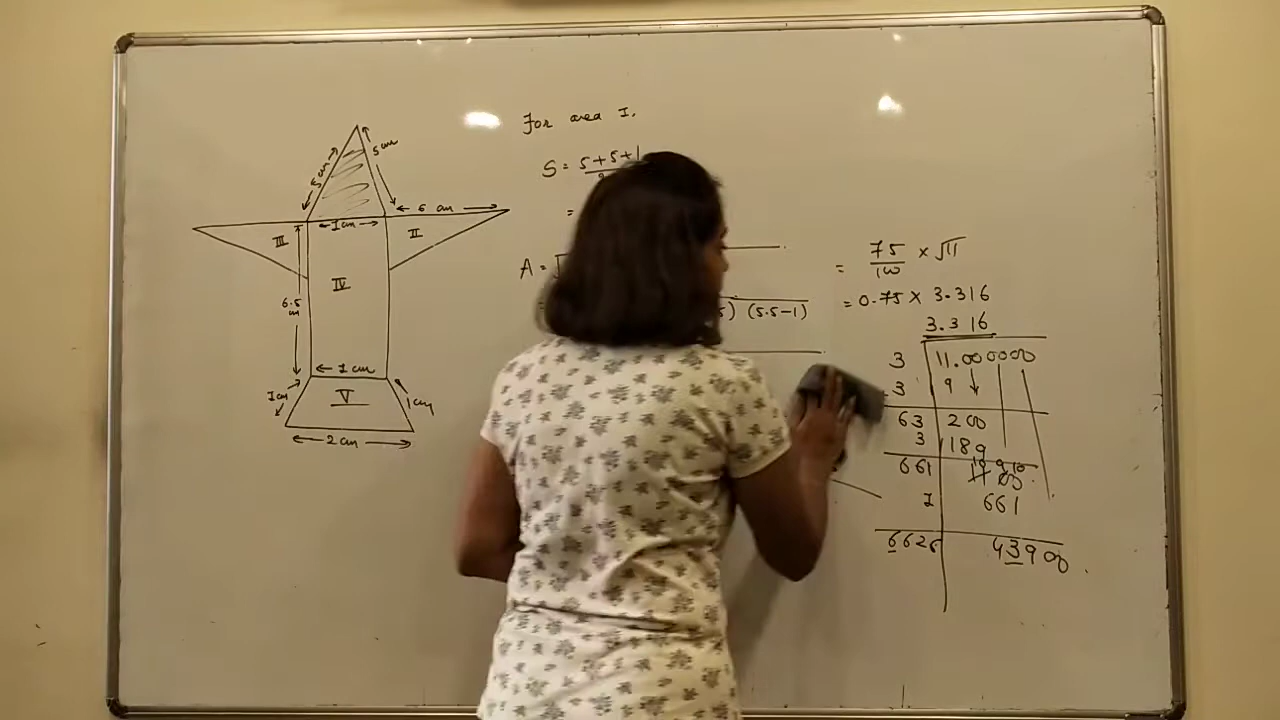 5 cm
5 cm
1 cm
6 cm
III
II
6.5 cm
IV
1 cm
1 cm
V
1 cm
2 cm
For area I.
S = 5+5+1
=
A = √
= 5) (5.5-1)
= 75/100 × √11
= 0.75 × 3.316
3.316
3 11.000000
3 9
63 200
3 189
661 1100
1 661
6626 43900